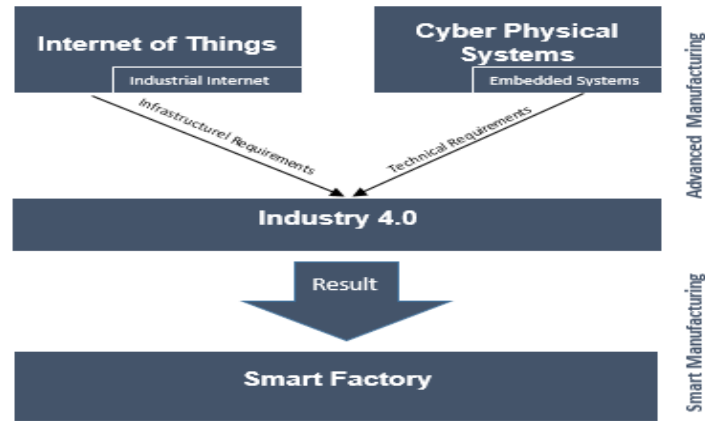 Internet of Things
Industrial Internet
Cyber Physical
Systems
Embedded Systems
Infrastructurel Requirements
Technical Requirements
Advanced Manufacturing
Industry 4.0
Result
Smart Manufacturing
Smart Factory